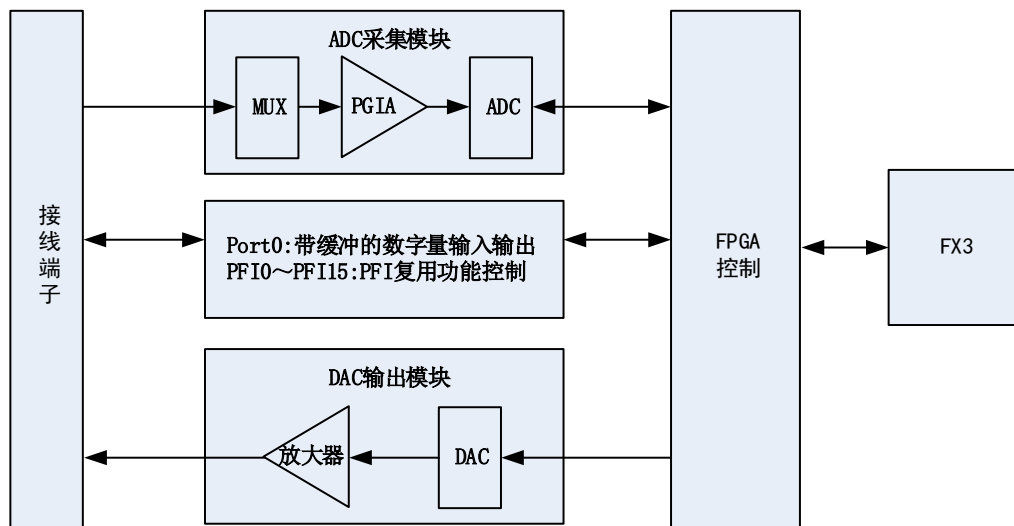 ADC采集模块
MUX
PGIA
ADC
接
线
端
子
Port0:带缓冲的数字量输入输出
PFI0～PFI15:PFI复用功能控制
FPGA
控制
FX3
DAC输出模块
放大器
DAC